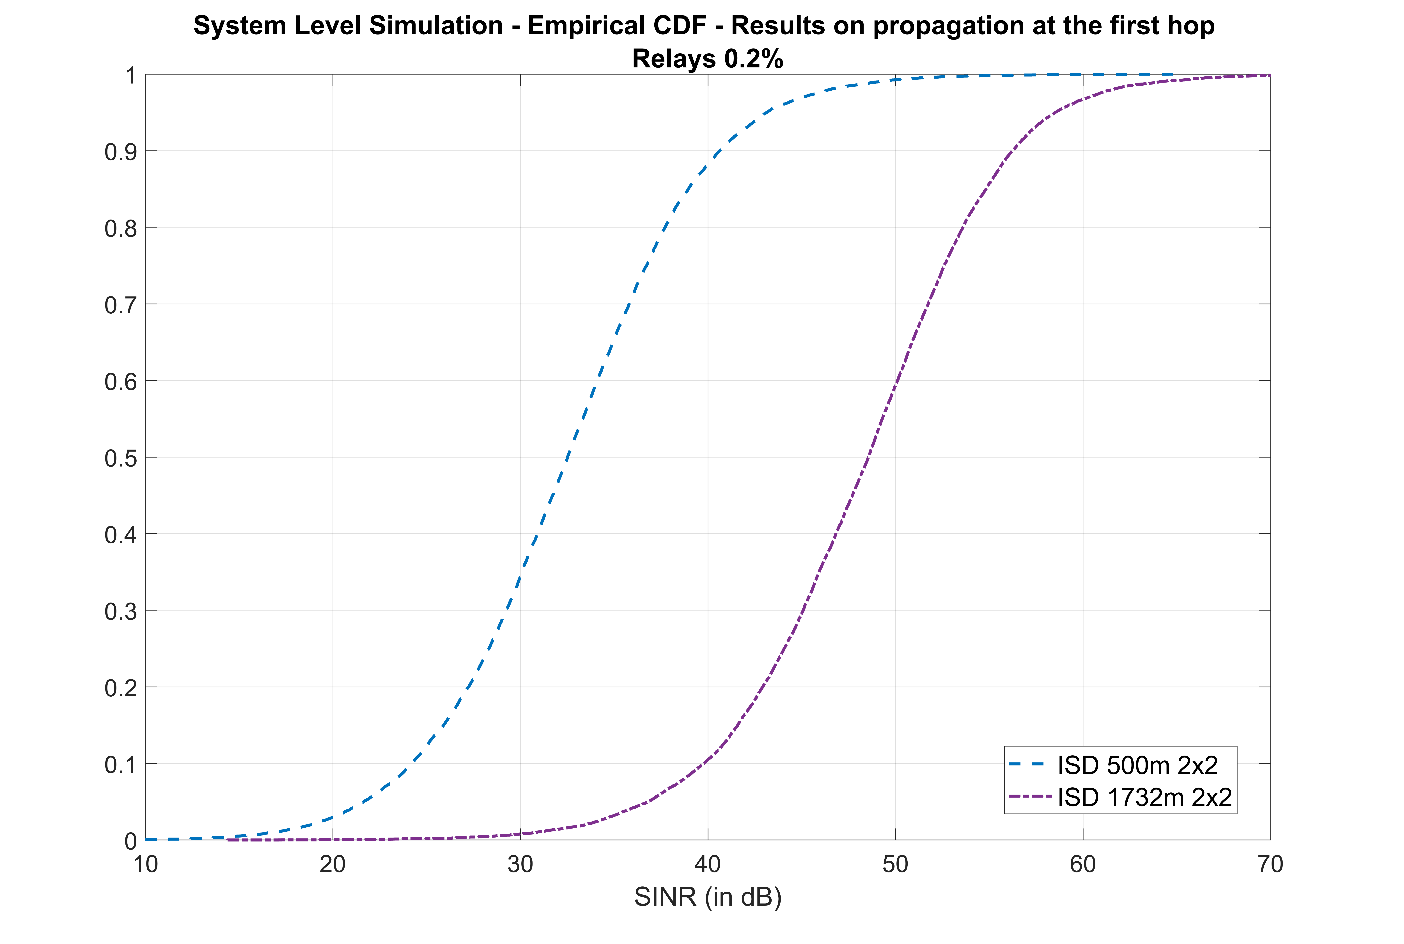 System Level Simulation - Empirical CDF - Results on propagation at the first hop
Relays 0.2%
1
0.9
0.8
0.7
0.6
0.5
0.4
0.3
0.2
0.1
0
ISD 500m 2x2
ISD 1732m 2x2
10 20 30 40 50 60 70
SINR (in dB)